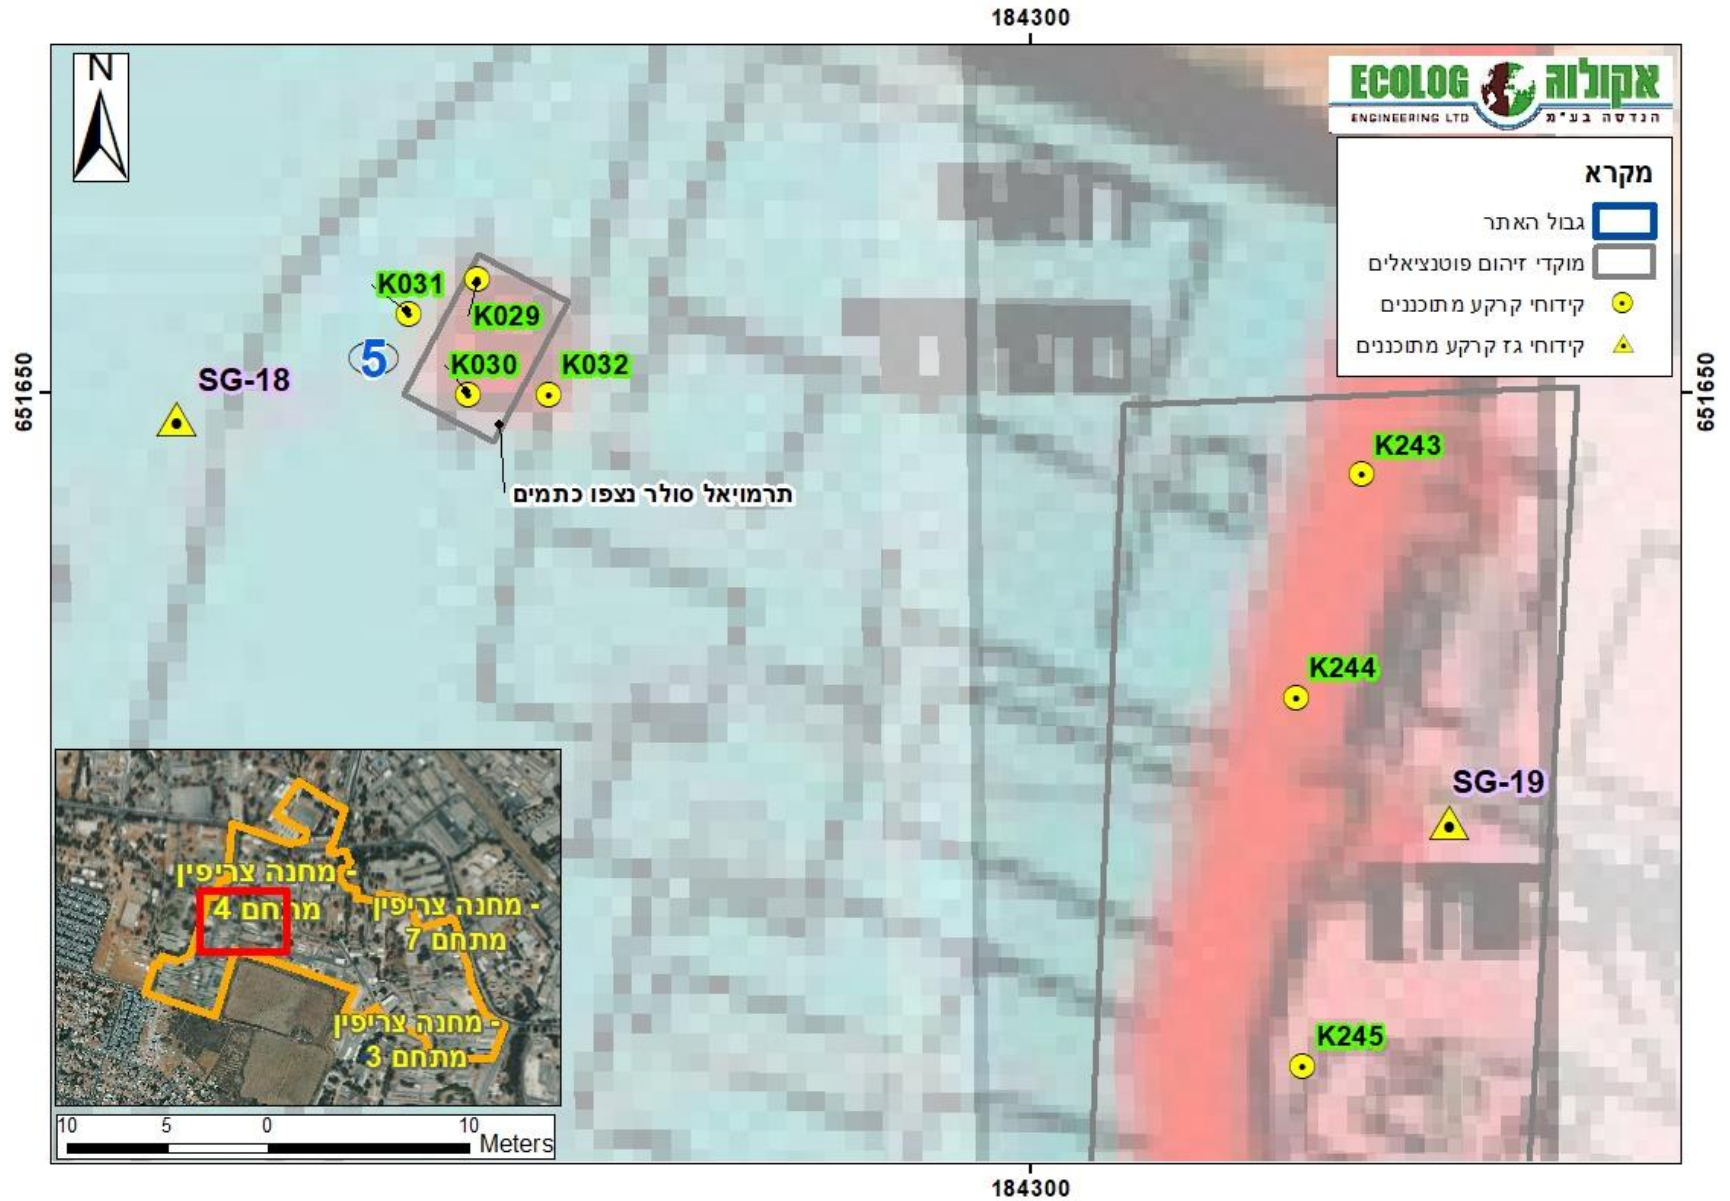 184300
N
ECOLOG אקולוג
ENGINEERING LTD הנדסה בע"מ
מקרא
גבול האתר
מוקדי זיהום פוטנציאלים
קידוחי קרקע מתוכננים
קידוחי גז קרקע מתוכננים
K031
K029
5
K030
K032
SG-18
651650
651650
תרמויאל סולר נצפו כתמים
K243
K244
SG-19
K245
מחנה צריפין -
מתחם 4
מחנה צריפין -
מתחם 7
מחנה צריפין -
מתחם 3
10 5 0 10
Meters
184300